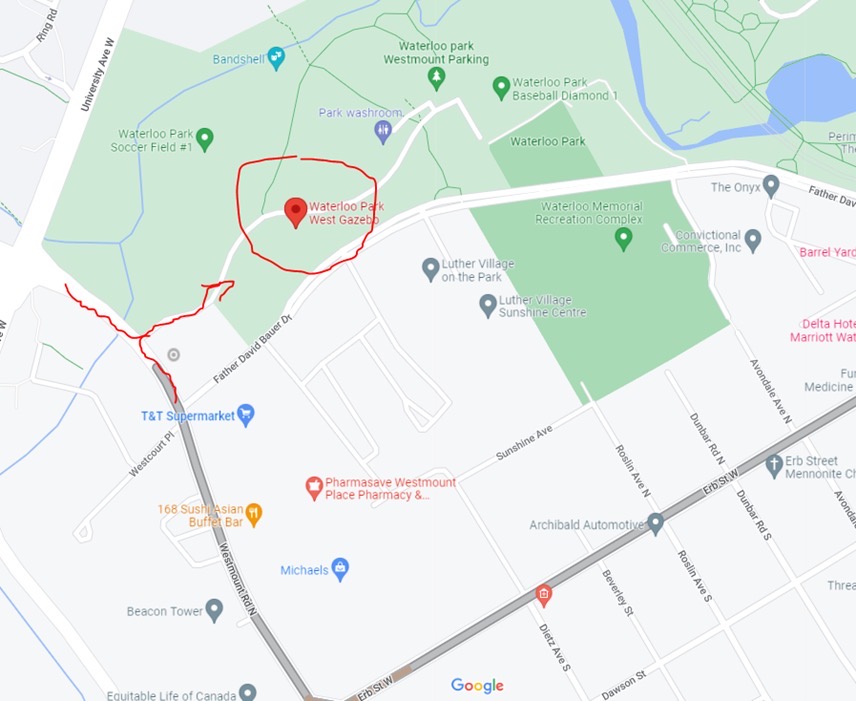 Ring Rd
University Ave W
Bandshell
Waterloo park
Westmount Parking
Waterloo Park
Baseball Diamond 1
Park washroom
Waterloo Park
Soccer Field #1
Waterloo Park
Perim
The
The Onyx
Father Dav
Waterloo Park
West Gazebo
Waterloo Memorial
Recreation Complex
Convictional
Commerce, Inc
Barrel Yard
Luther Village
on the Park
Luther Village
Sunshine Centre
ve W
Father David Bauer Dr
Delta Hote
Marriott Wat
Fun
Medicine
Avondale Ave N
T&T Supermarket
Westcourt Pl
Sunshine Ave
Dunbar Rd N
Roslin Ave N
Erb Street
Mennonite Ch
Erb St W
Pharmasave Westmount
Place Pharmacy &...
168 Sushi Asian
Buffet Bar
Archibald Automotive
Dunbar Rd S
Avondale
Westmount Rd N
Michaels
Roslin Ave S
Beverley St
Threa
Beacon Tower
Dietz Ave S
Equitable Life of Canada
Erb St W
Google
Dawson St